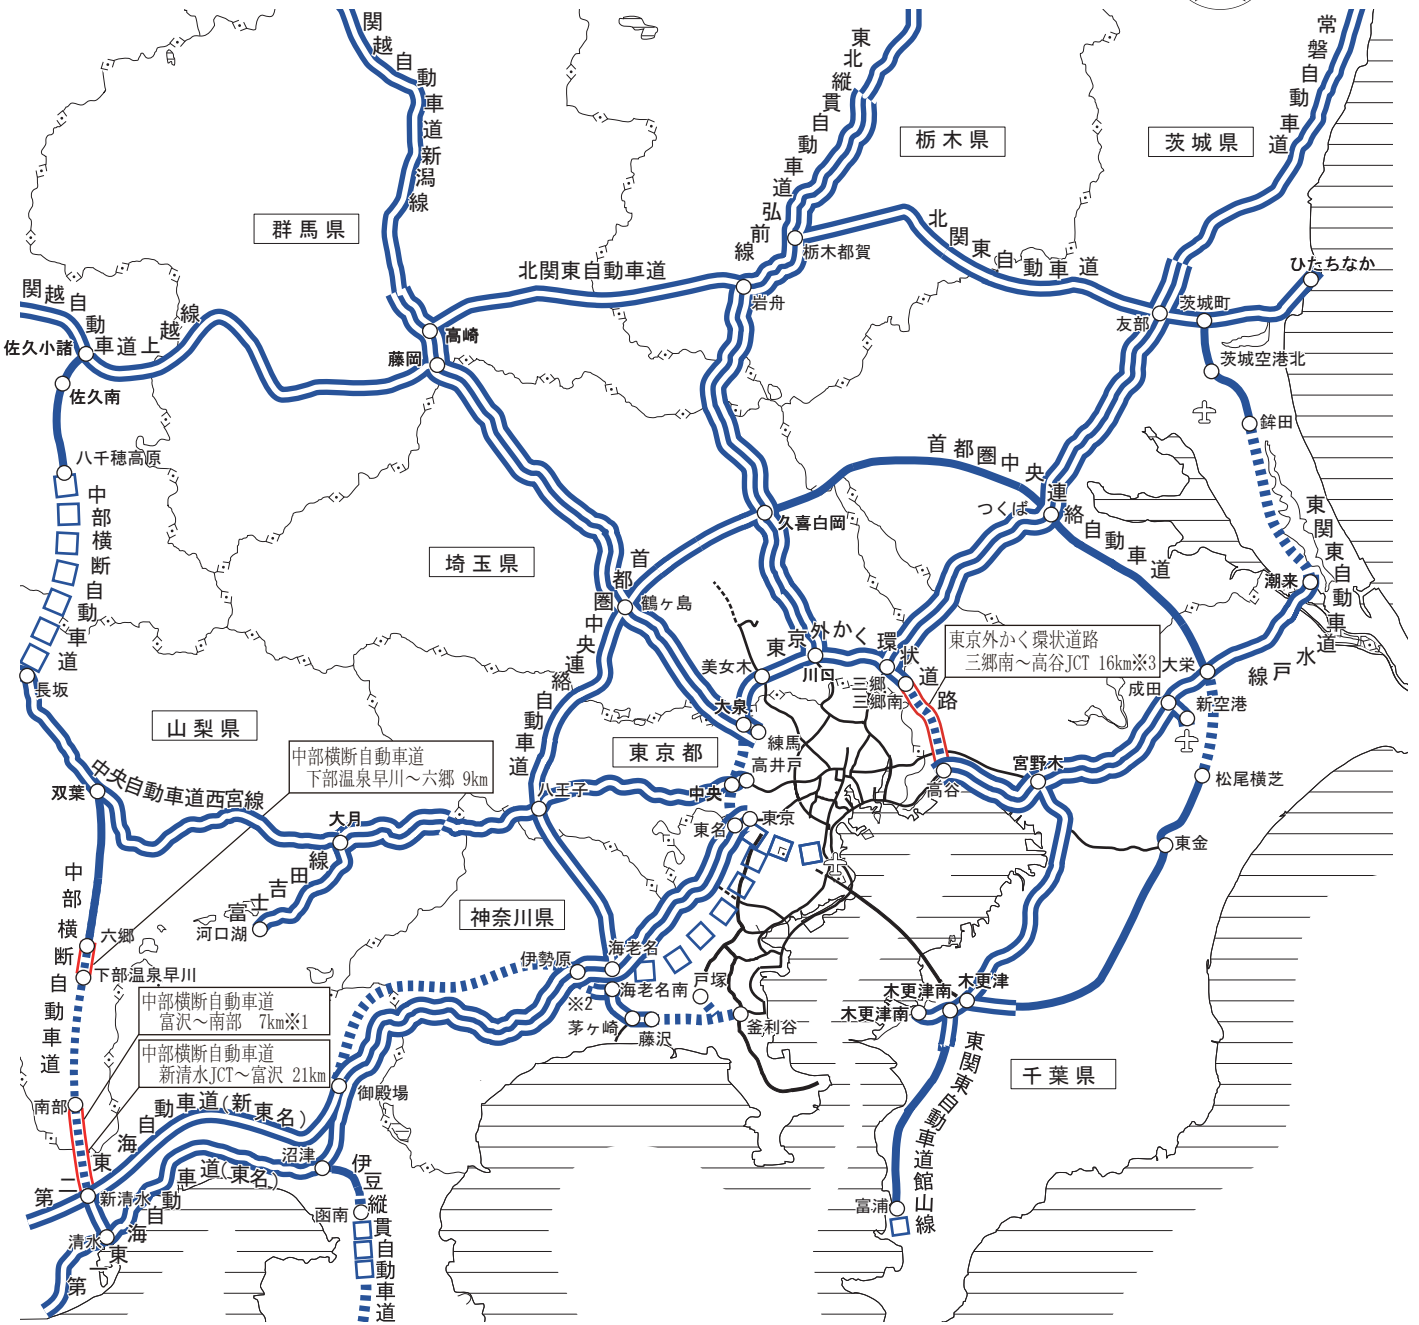 関越自動車道新潟線
東北縦貫自動車道弘前線
常磐自動車道
栃木県
茨城県
群馬県
北関東自動車道
北関東自動車道
栃木都賀
岩舟
ひたちなか
茨城町
友部
茨城空港北
鉾田
関越自動車道上越線
佐久小諸
佐久南
高崎
藤岡
八千穂高原
中部横断自動車道
長坂
首都圏中央連絡自動車道
つくば
久喜白岡
東関東自動車道水戸線
潮来
埼玉県
首都圏中央連絡自動車道
鶴ヶ島
東京外かく環状道路
美女木
川口
三郷
三郷南
東京外かく環状道路
三郷南～高谷JCT 16km※3
大栄
成田
新空港
松尾横芝
東金
宮野木
高谷
大泉
練馬
東京都
高井戸
中央
東名
東京
八王子
山梨県
中部横断自動車道
下部温泉早川～六郷 9km
中央自動車道西宮線
双葉
大月
富士吉田線
河口湖
神奈川県
中部横断自動車道
六郷
下部温泉早川
中部横断自動車道
富沢～南部 7km※1
中部横断自動車道
新清水JCT～富沢 21km
南部
伊勢原
海老名
※2
海老名南
戸塚
茅ヶ崎
藤沢
釜利谷
木更津
木更津南
木更津南
千葉県
東関東自動車道館山線
富浦
御殿場
第二東海自動車道(新東名)
第一東海自動車道(東名)
沼津
新清水
清水
伊豆縦貫自動車道
函南